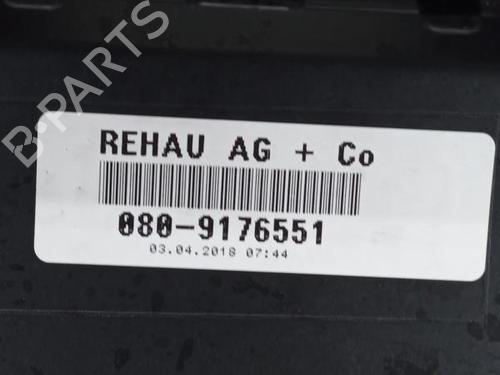 B-PARTS
REHAU AG + Co
080-9176551
03.04.2018 07:44